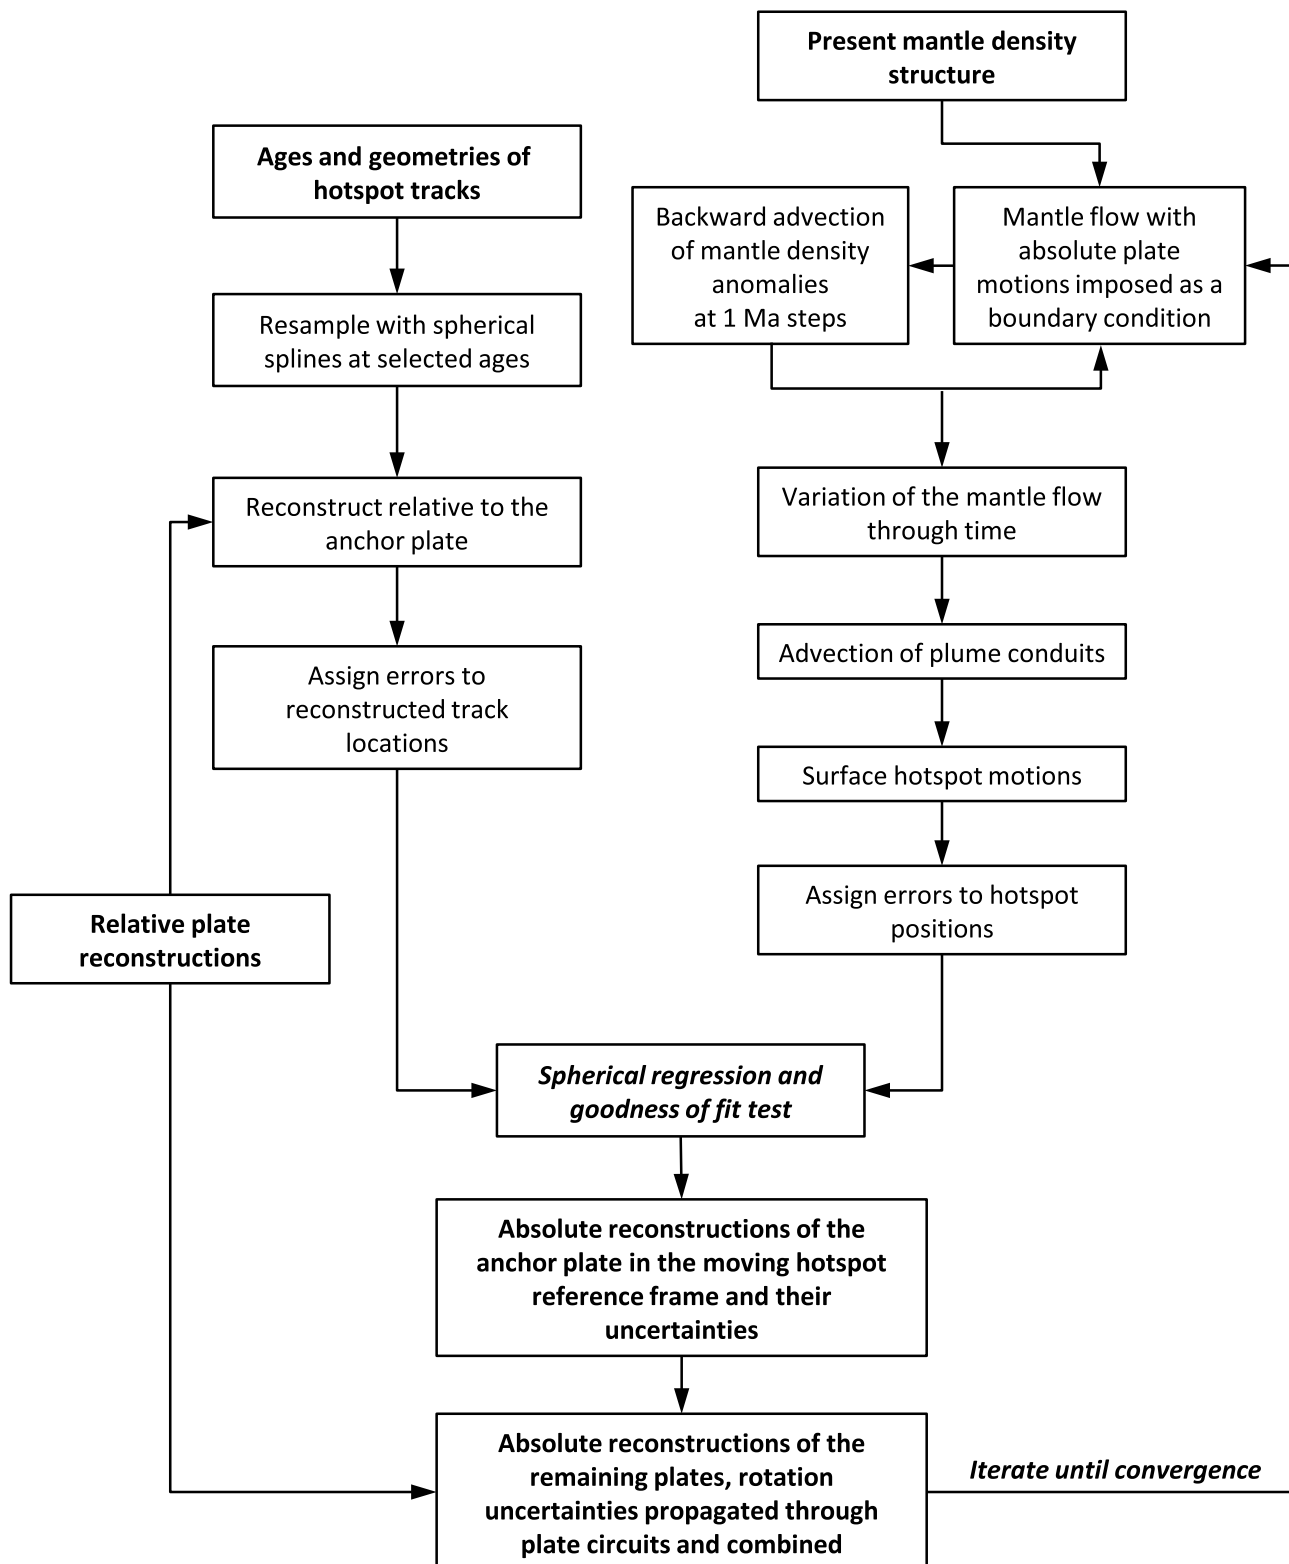 Present mantle density
structure
Ages and geometries of
hotspot tracks
Backward advection
of mantle density
anomalies
at 1 Ma steps
Mantle flow with
absolute plate
motions imposed as a
boundary condition
Resample with spherical
splines at selected ages
Reconstruct relative to the
anchor plate
Variation of the mantle flow
through time
Assign errors to
reconstructed track
locations
Advection of plume conduits
Surface hotspot motions
Relative plate
reconstructions
Assign errors to hotspot
positions
Spherical regression and
goodness of fit test
Absolute reconstructions of the
anchor plate in the moving hotspot
reference frame and their
uncertainties
Absolute reconstructions of the
remaining plates, rotation
uncertainties propagated through
plate circuits and combined
Iterate until convergence